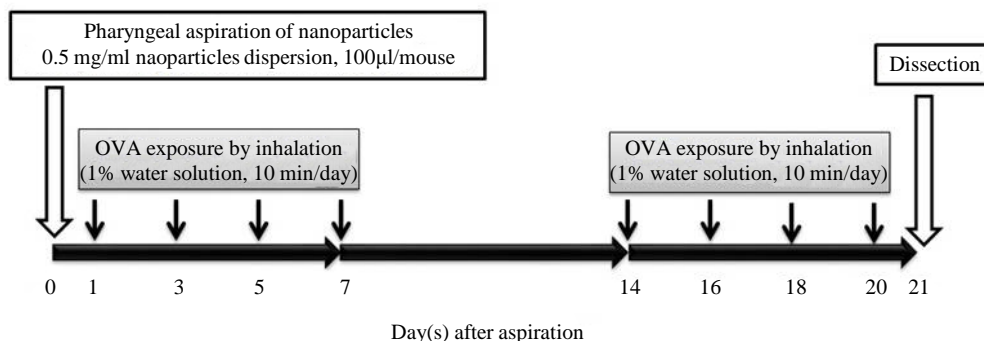 Pharyngeal aspiration of nanoparticles
0.5 mg/ml naoparticles dispersion, 100μl/mouse
Dissection
OVA exposure by inhalation
(1% water solution, 10 min/day)
OVA exposure by inhalation
(1% water solution, 10 min/day)
0 1 3 5 7 14 16 18 20 21
Day(s) after aspiration